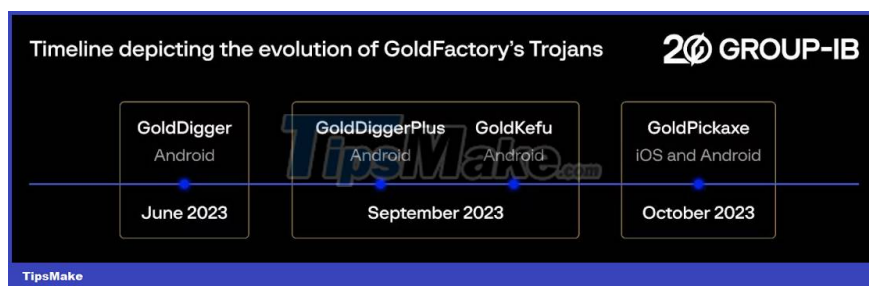 Timeline depicting the evolution of GoldFactory's Trojans
20 GROUP-IB
GoldDigger
Android
June 2023
GoldDiggerPlus
Android
GoldKefu
Android
September 2023
GoldPickaxe
iOS and Android
October 2023
TipsMake.com
TipsMake